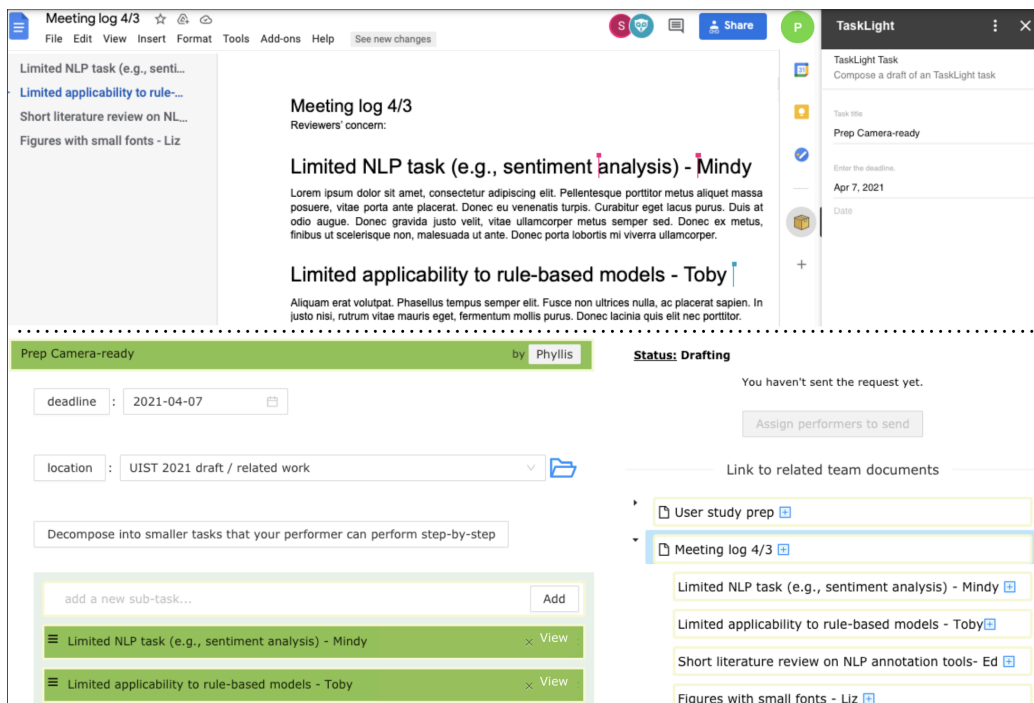 Meeting log 4/3
File Edit View Insert Format Tools Add-ons Help See new changes
S
Share
P
TaskLight
Limited NLP task (e.g., senti...
Limited applicability to rule-...
Short literature review on NL...
Figures with small fonts - Liz
Meeting log 4/3
Reviewers' concern:
Limited NLP task (e.g., sentiment analysis) - Mindy
Lorem ipsum dolor sit amet, consectetur adipiscing elit. Pellentesque porttitor metus aliquet massa
posuere, vitae porta ante placerat. Donec eu venenatis turpis. Curabitur eget lacus purus. Duis at
odio augue. Donec gravida justo velit, vitae ullamcorper metus semper sed. Donec ex metus,
finibus ut scelerisque non, malesuada ut ante. Donec porta lobortis mi viverra ullamcorper.
Limited applicability to rule-based models - Toby
Aliquam erat volutpat. Phasellus tempus semper elit. Fusce non ultrices nulla, ac placerat sapien. In
justo nisi, rutrum vitae mauris eget, fermentum mollis purus. Donec lacinia quis elit nec porttitor.
31
TaskLight Task
Compose a draft of an TaskLight task
Task title
Prep Camera-ready
Enter the deadline.
Apr 7, 2021
Date
Prep Camera-ready by Phyllis
deadline : 2021-04-07
location : UIST 2021 draft / related work
Decompose into smaller tasks that your performer can perform step-by-step
add a new sub-task... Add
Limited NLP task (e.g., sentiment analysis) - Mindy × View
Limited applicability to rule-based models - Toby × View
Status: Drafting
You haven't sent the request yet.
Assign performers to send
Link to related team documents
User study prep
Meeting log 4/3
Limited NLP task (e.g., sentiment analysis) - Mindy
Limited applicability to rule-based models - Toby
Short literature review on NLP annotation tools- Ed
Figures with small fonts - Liz